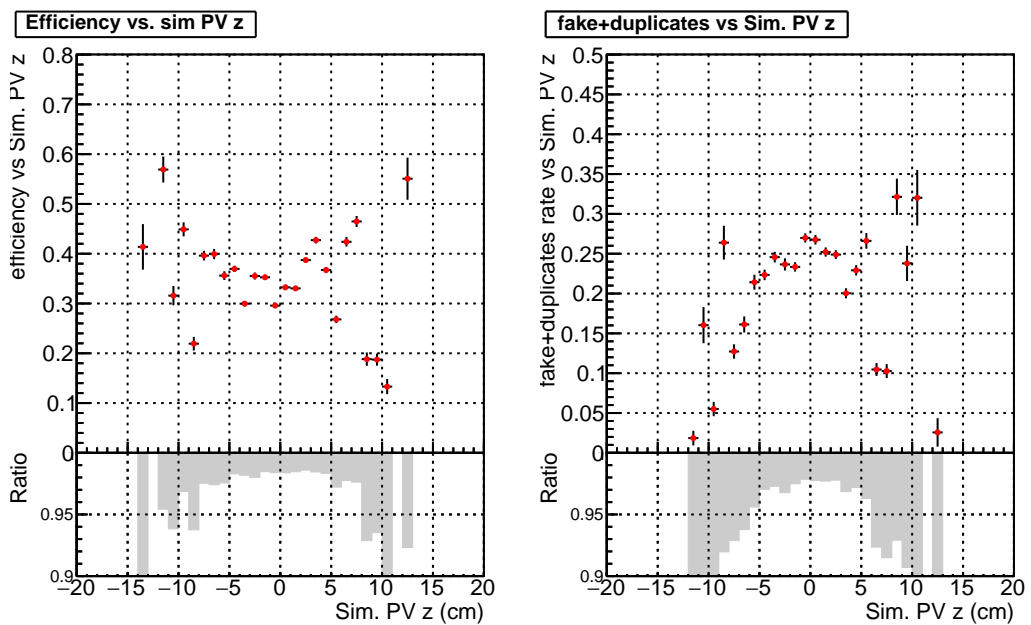 Efficiency vs. sim PV z
efficiency vs Sim. PV z
0.8
0.7
0.6
0.5
0.4
0.3
0.2
0.1
0
Ratio
0.95
0.9
−20 −15 −10 −5 0 5 10 15 20
Sim. PV z (cm)
fake+duplicates vs Sim. PV z
fake+duplicates rate vs Sim. PV z
0.5
0.45
0.4
0.35
0.3
0.25
0.2
0.15
0.1
0.05
0
Ratio
0.95
0.9
−20 −15 −10 −5 0 5 10 15 20
Sim. PV z (cm)